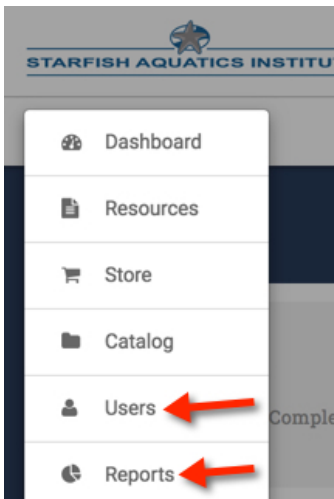 STARFISH AQUATICS INSTITU
Dashboard
Resources
Store
Catalog
Users
Comple
Reports